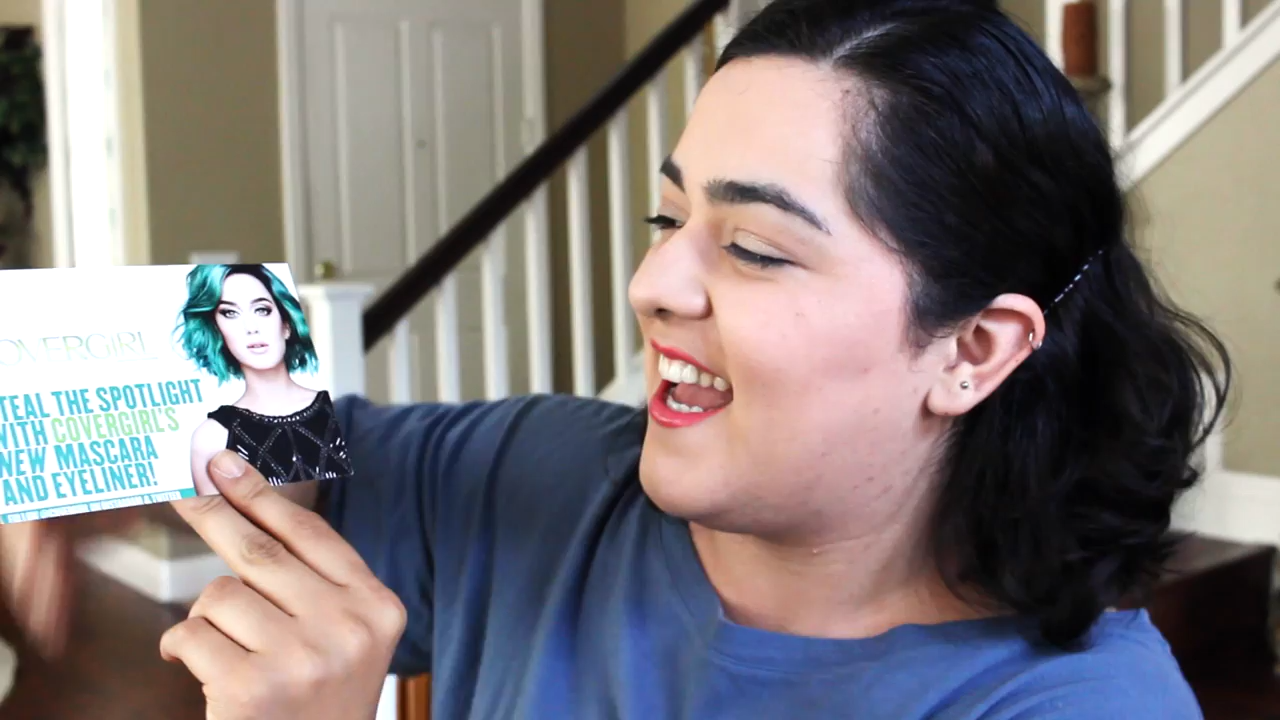 OVERGIRL
TEAL THE SPOTLIGHT
WITH COVERGIRL'S
NEW MASCARA
AND EYELINER!